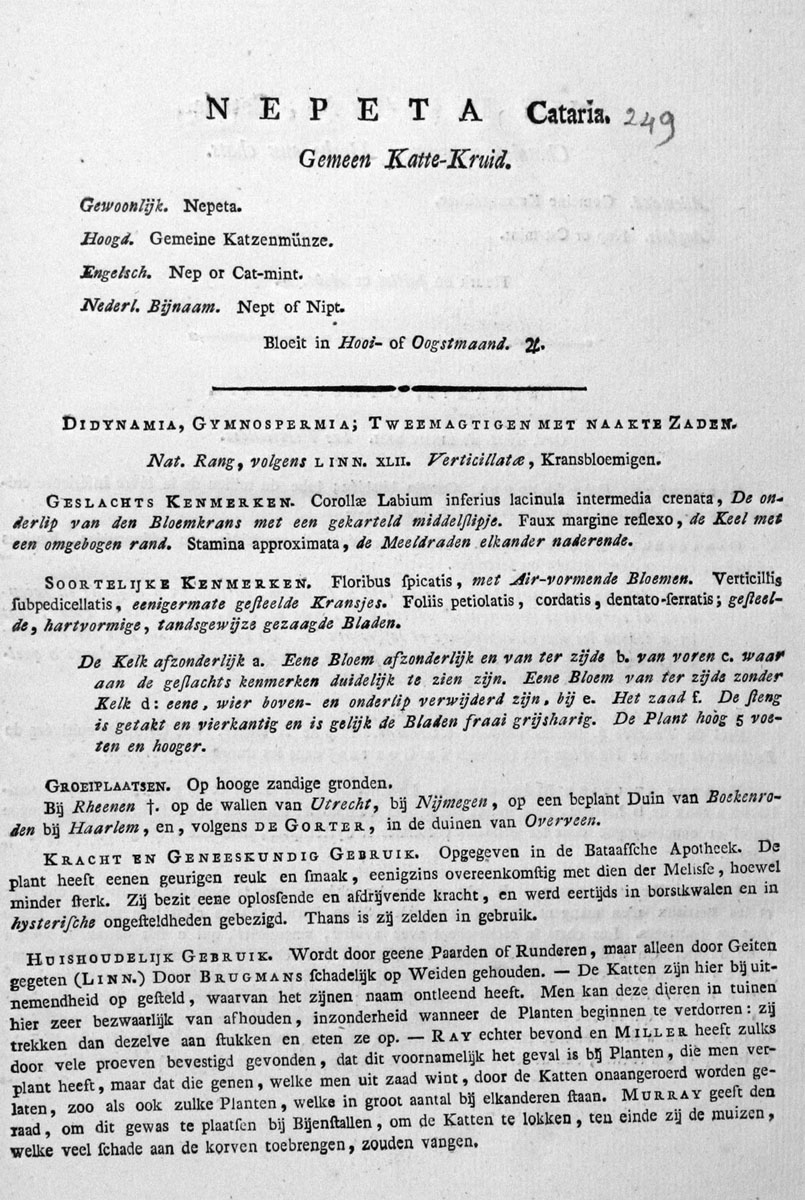 NEPETA Cataria. 249
Gemeen Katte-Kruid.
Gewoonlijk. Nepeta.
Hoogd. Gemeine Katzenmünze.
Engelsch. Nep or Cat-mint.
Nederl. Bijnaam. Nept of Nipt.
Bloeit in Hooi- of Oogstmaand. ♃.
DIDYNAMIA, GYMNOSPERMIA; TWEEMAGTIGEN MET NAAKTE ZADEN.
Nat. Rang, volgens LINN. XLII. Verticillatæ, Kransbloemigen.
GESLACHTS KENMERKEN. Corollæ Labium inferius lacinula intermedia crenata, De on-
derlip van den Bloemkrans met een gekarteld middelſlipje. Faux margine reflexo, de Keel met
een omgebogen rand. Stamina approximata, de Meeldraden elkander naderende.
SOORTELIJKE KENMERKEN. Floribus ſpicatis, met Air-vormende Bloemen. Verticillis
ſubpedicellatis, eenigermate geſteelde Kransjes. Foliis petiolatis, cordatis, dentato-ſerratis; geſteel-
de, hartvormige, tandsgewijze gezaagde Bladen.
De Kelk afzonderlijk a. Eene Bloem afzonderlijk en van ter zijde b. van voren c. waar
aan de geſlachts kenmerken duidelijk te zien zijn. Eene Bloem van ter zijde zonder
Kelk d: eene, wier boven- en onderlip verwijderd zijn, bij e. Het zaad f. De ſteng
is getakt en vierkantig en is gelijk de Bladen fraai grijsharig. De Plant hoog 5 voe-
ten en hooger.
GROEIPLAATSEN. Op hooge zandige gronden.
Bij Rheenen †. op de wallen van Utrecht, bij Nijmegen, op een beplant Duin van Boekenro-
den bij Haarlem, en, volgens DE GORTER, in de duinen van Overveen.
KRACHT EN GENEESKUNDIG GEBRUIK. Opgegeven in de Bataafſche Apotheek. De
plant heeft eenen geurigen reuk en ſmaak, eenigzins overeenkomſtig met dien der Meliſſe, hoewel
minder ſterk. Zij bezit eene oplosſende en afdrijvende kracht, en werd eertijds in borstkwalen en in
hysteriſche ongeſteldheden gebezigd. Thans is zij zelden in gebruik.
HUISHOUDELIJK GEBRUIK. Wordt door geene Paarden of Runderen, maar alleen door Geiten
gegeten (LINN.) Door BRUGMANS ſchadelijk op Weiden gehouden. — De Katten zijn hier bij uit-
nemendheid op geſteld, waarvan het zijnen naam ontleend heeft. Men kan deze dieren in tuinen
hier zeer bezwaarlijk van afhouden, inzonderheid wanneer de Planten beginnen te verdorren: zij
trekken dan dezelve aan ſtukken en eten ze op. — RAY echter bevond en MILLER heeft zulks
door vele proeven bevestigd gevonden, dat dit voornamelijk het geval is bij Planten, die men ver-
plant heeft, maar dat die genen, welke men uit zaad wint, door de Katten onaangeroerd worden ge-
laten, zoo als ook zulke Planten, welke in groot aantal bij elkanderen ſtaan. MURRAY geeft den
raad, om dit gewas te plaatſen bij Bijenſtallen, om de Katten te lokken, ten einde zij de muizen,
welke veel ſchade aan de korven toebrengen, zouden vangen.